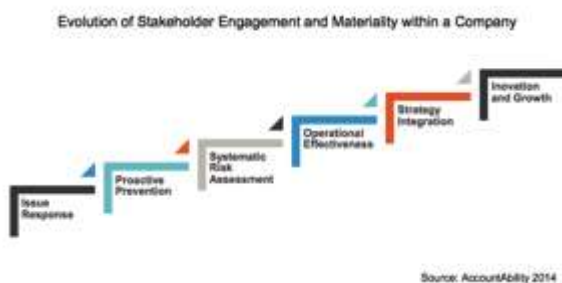 Evolution of Stakeholder Engagement and Materiality within a Company
Issue
Response
Proactive
Prevention
Systematic
Risk
Assessment
Operational
Effectiveness
Strategy
Integration
Inovation
and Growth
Source: AccountAbility 2014